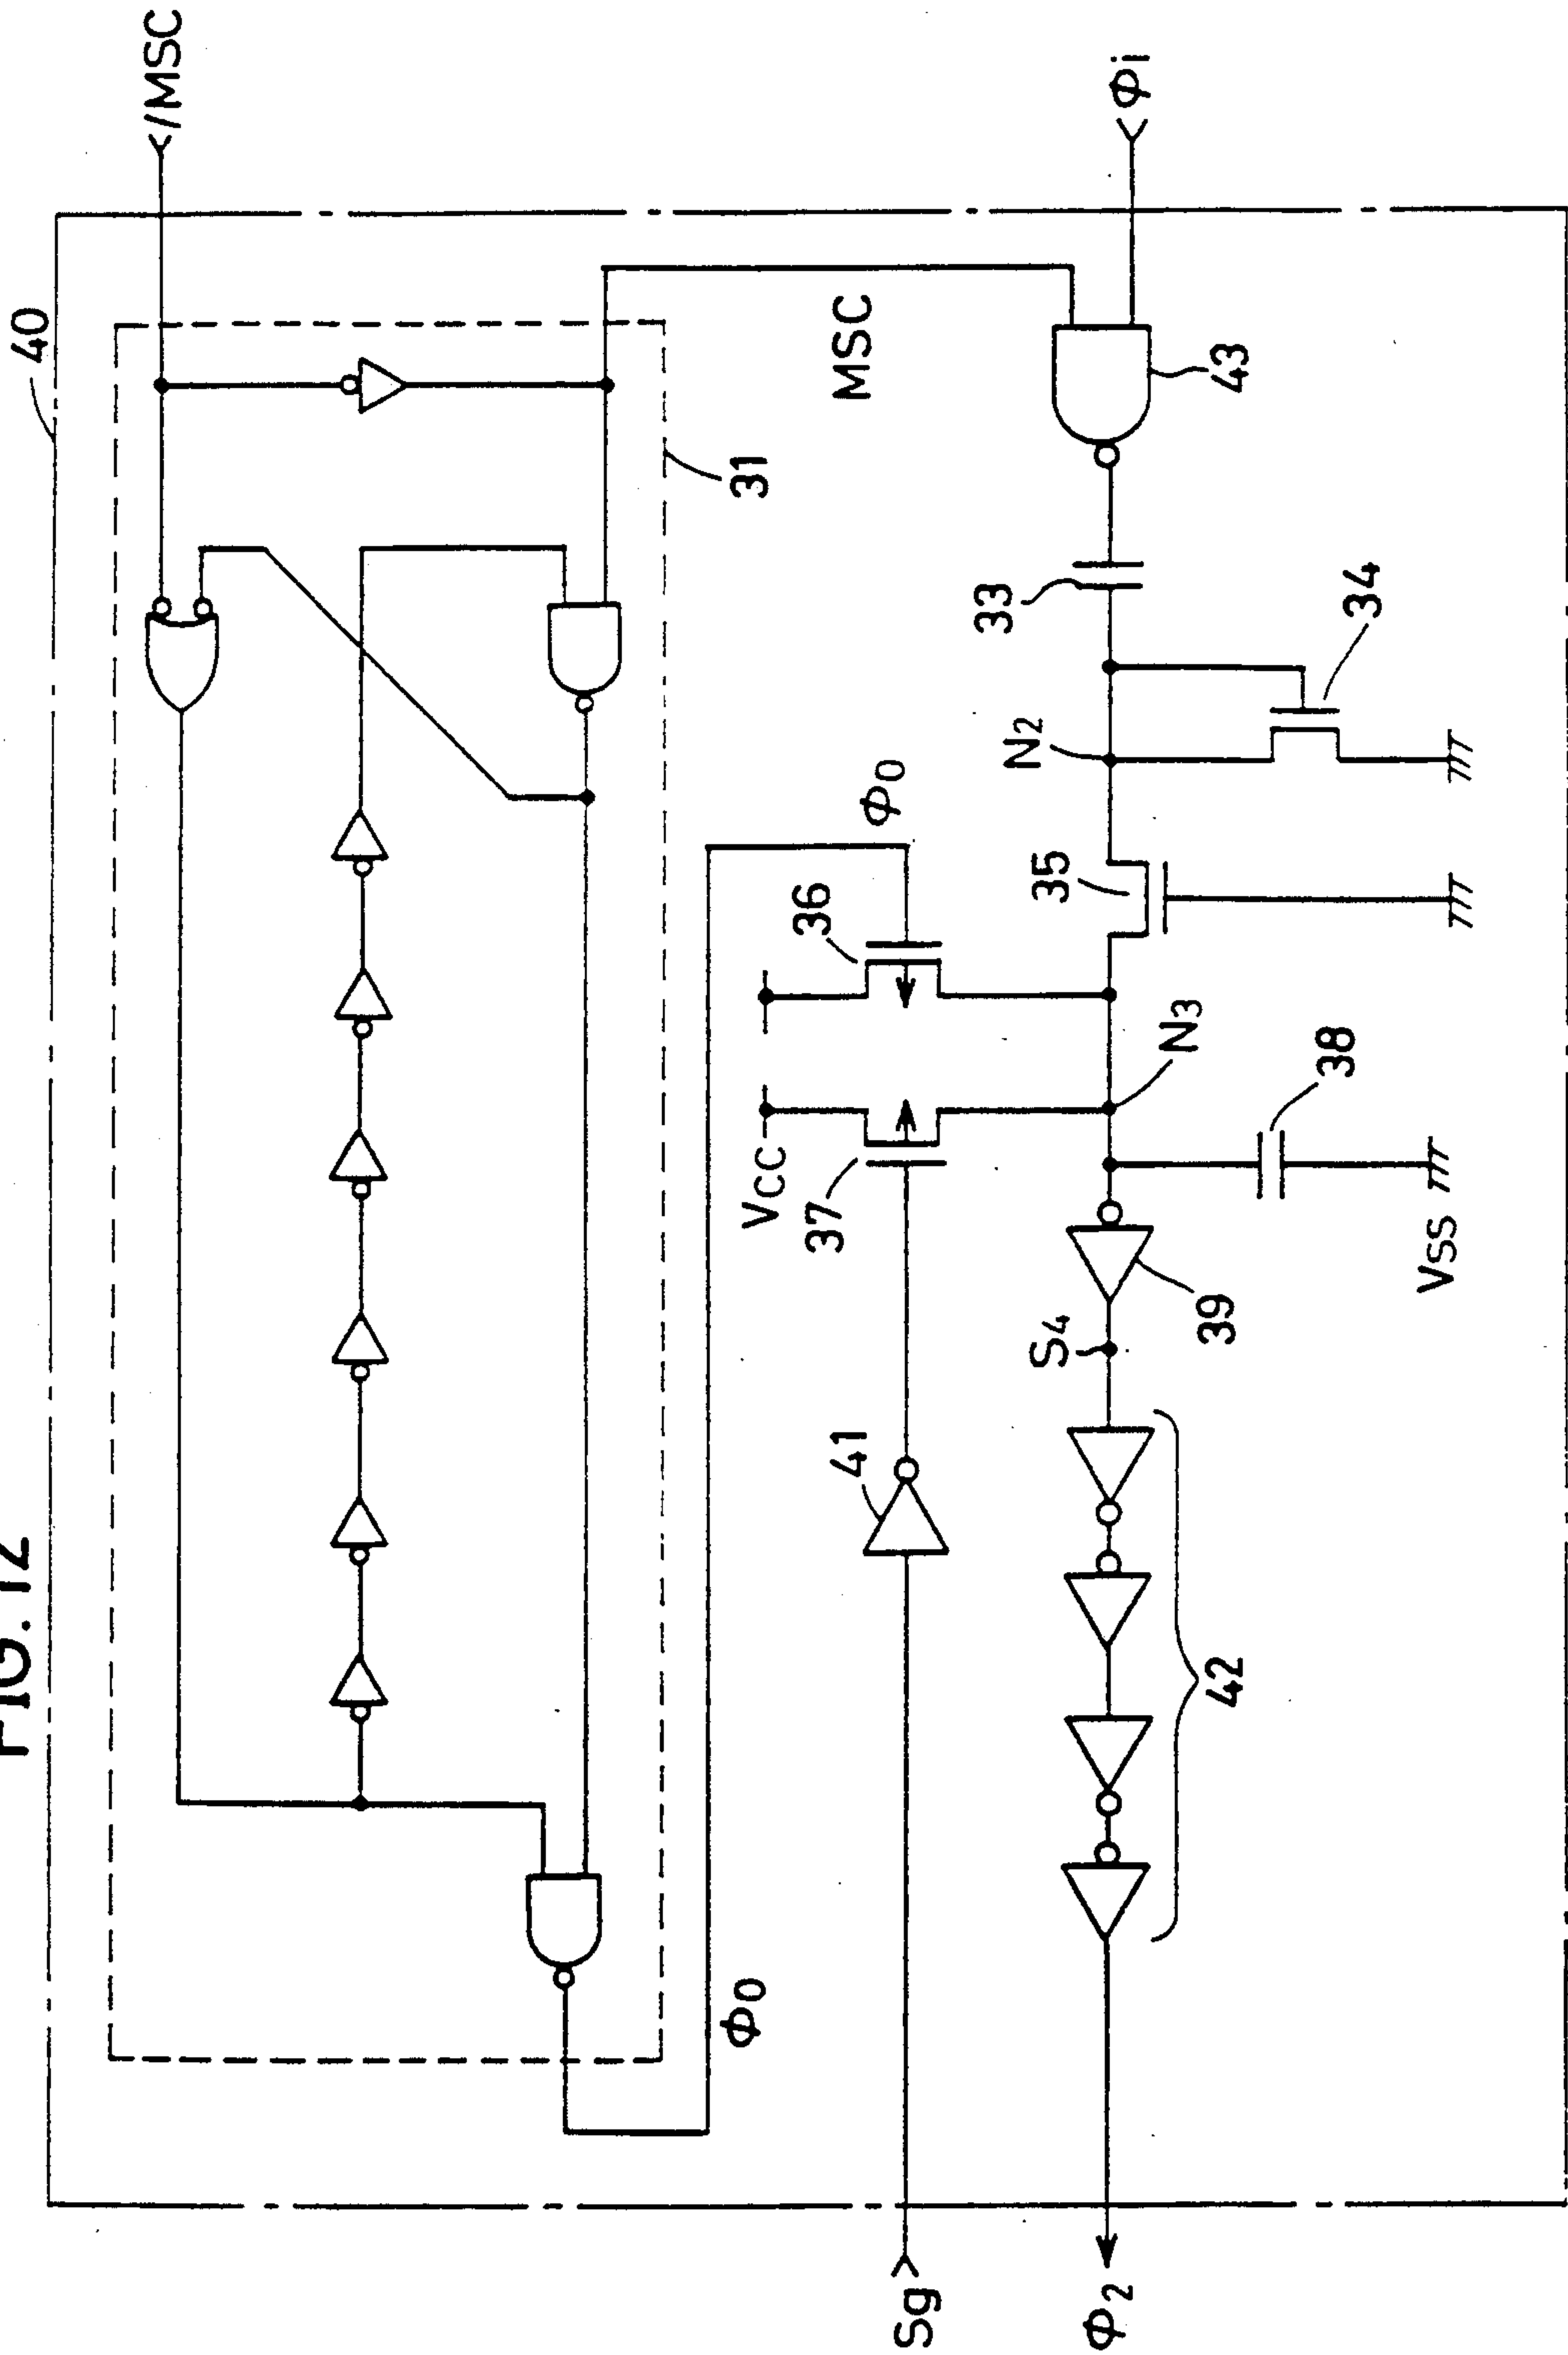 FIG. 12
40
</MSC
31
MSC
Φi
43
33
34
N2
Φ0
35
36
N3
37
VCC
38
VSS
39
S4
41
42
Φ0
Sg>
Φ2